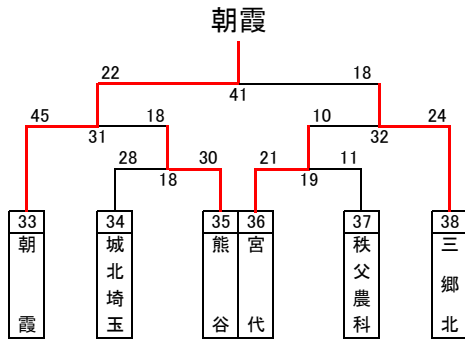 朝霞
22 18
41
45 18 10 24
31 32
28 30 21 11
18 19
33 34 35 36 37 38
朝霞
城北埼玉
熊谷
宮代
秩父農科
三郷北